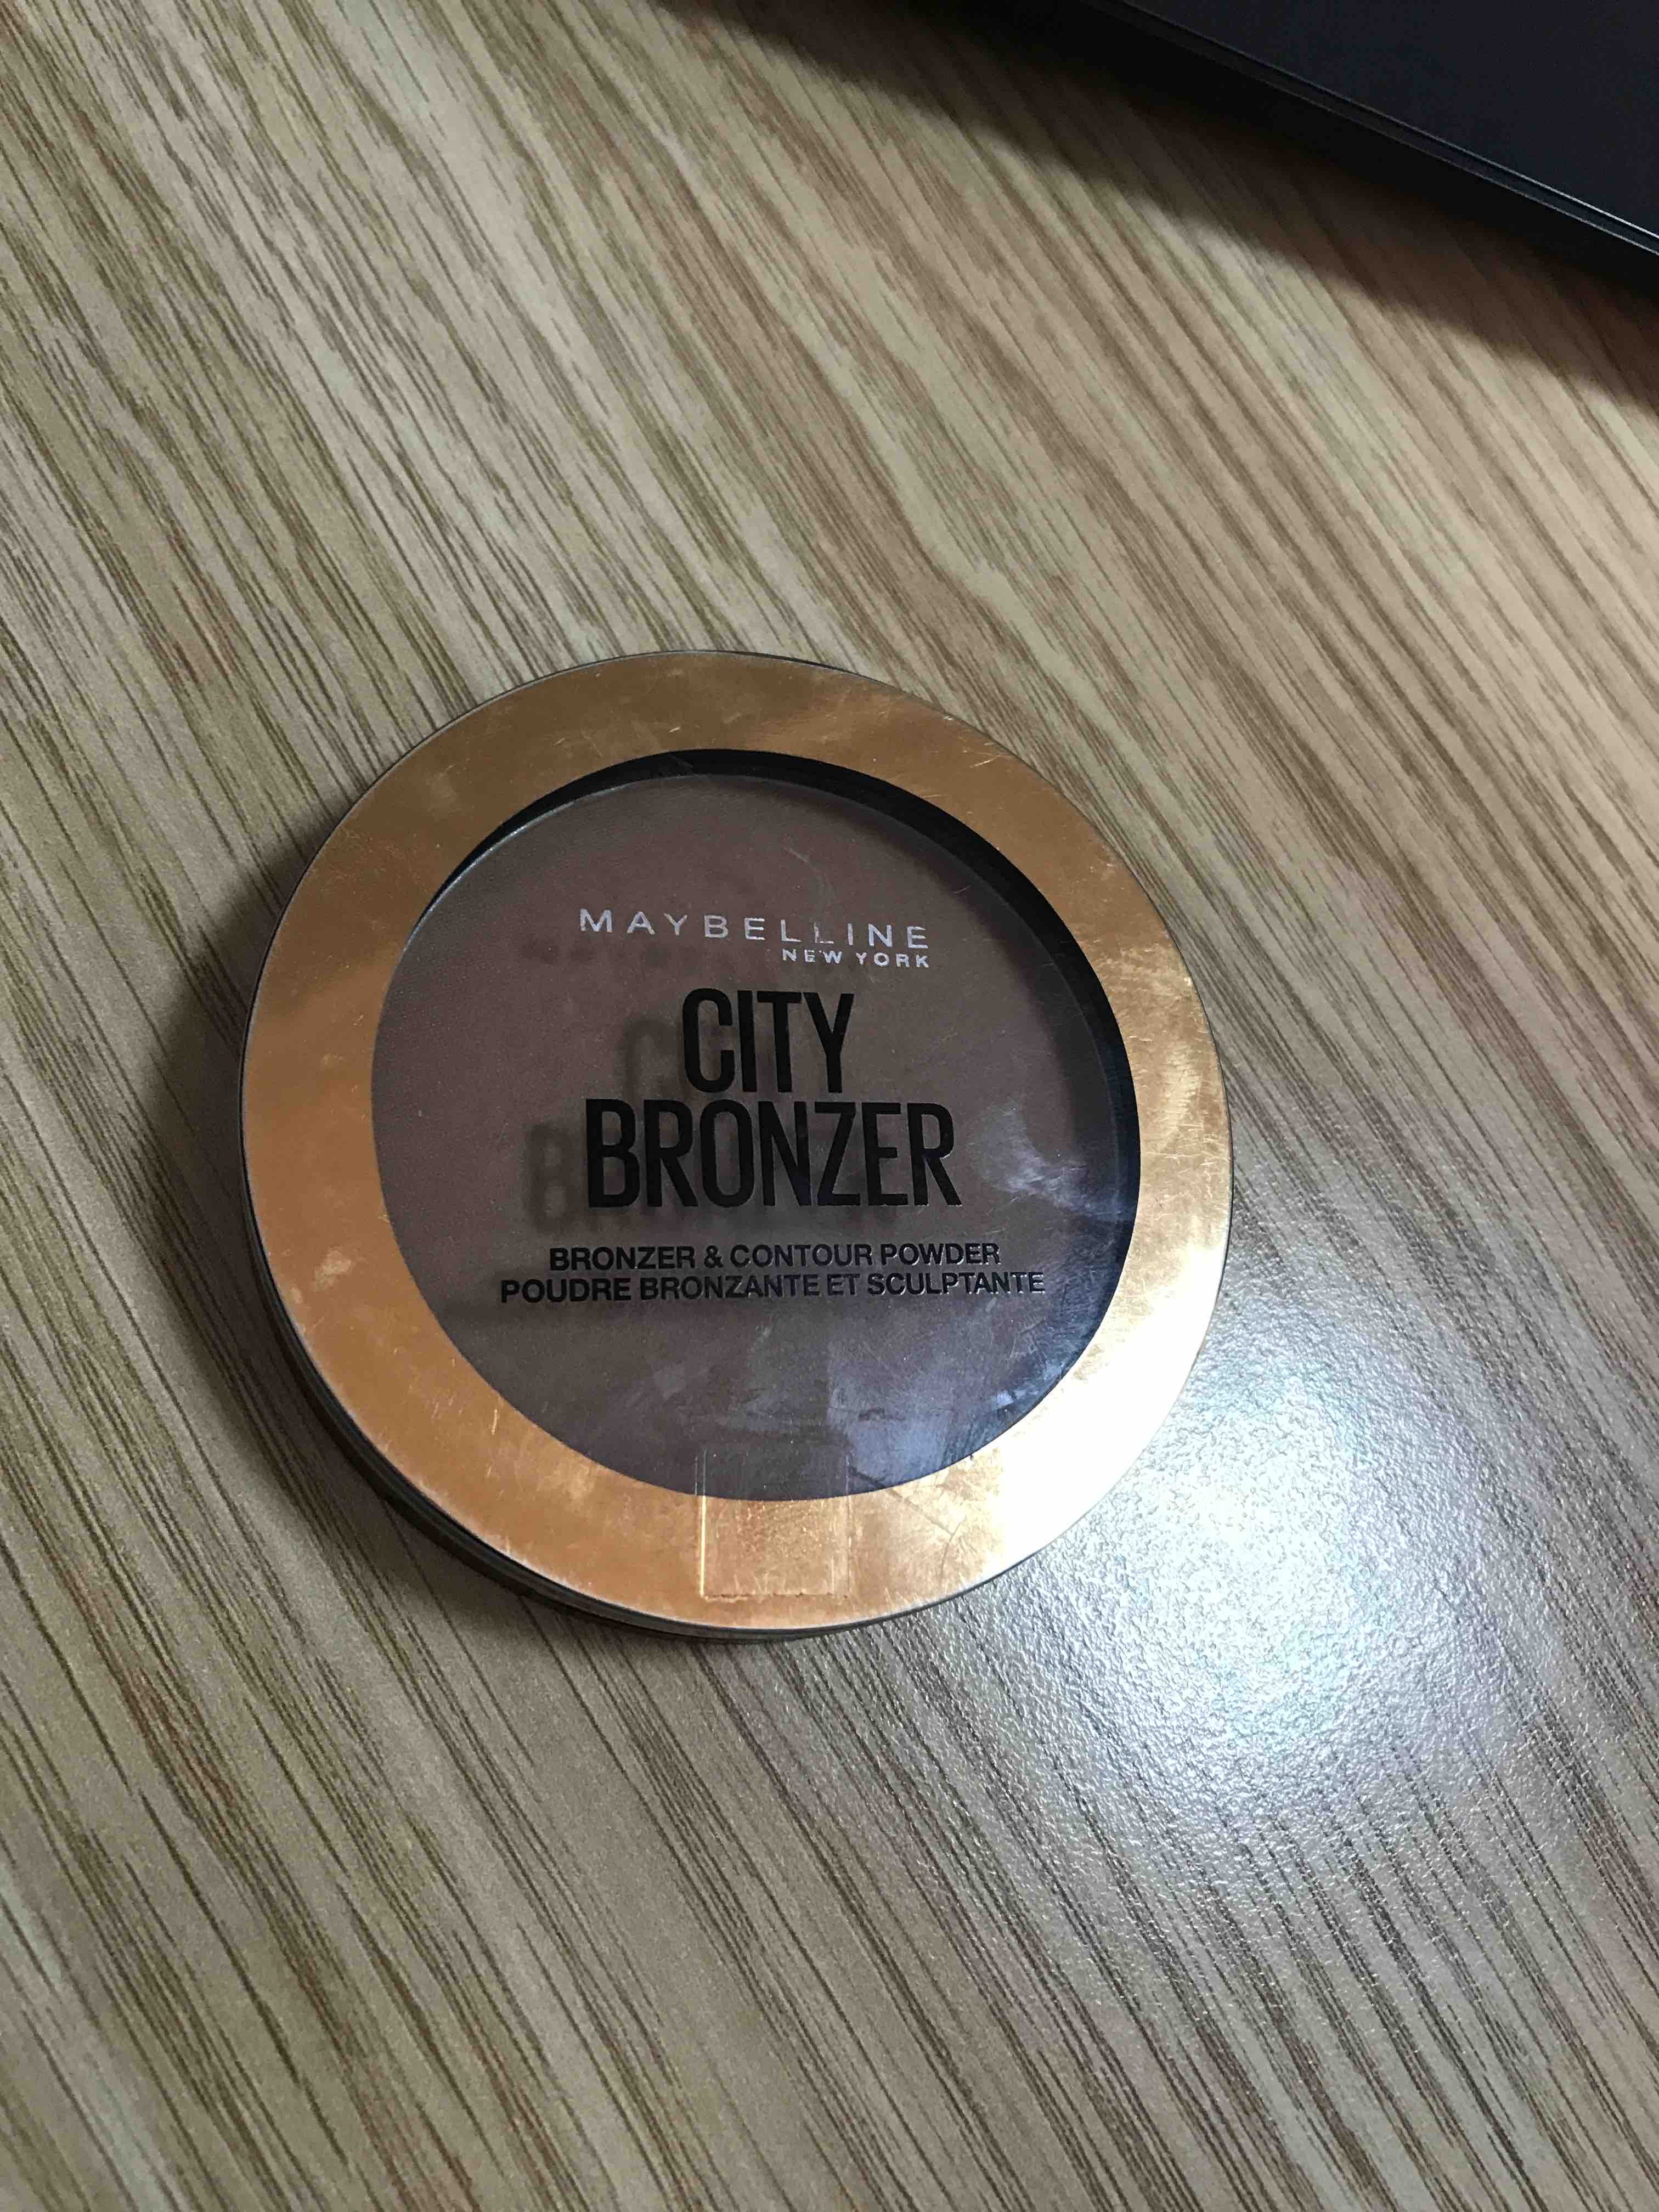 MAYBELLINE
NEW YORK
CITY
BRONZER
BRONZER & CONTOUR POWDER
POUDRE BRONZANTE ET SCULPTANTE